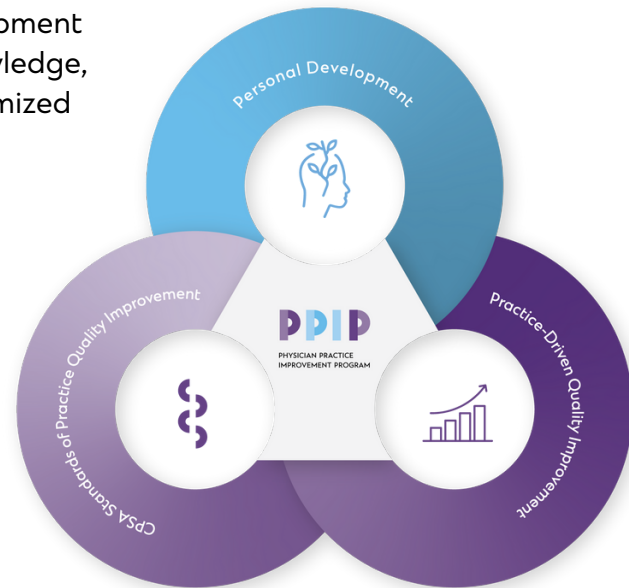 opment
ledge,
mized
Personal Development
PPIP
PHYSICIAN PRACTICE
IMPROVEMENT PROGRAM
CPSA Standards of Practice Quality Improvement
Practice-Driven Quality Improvement